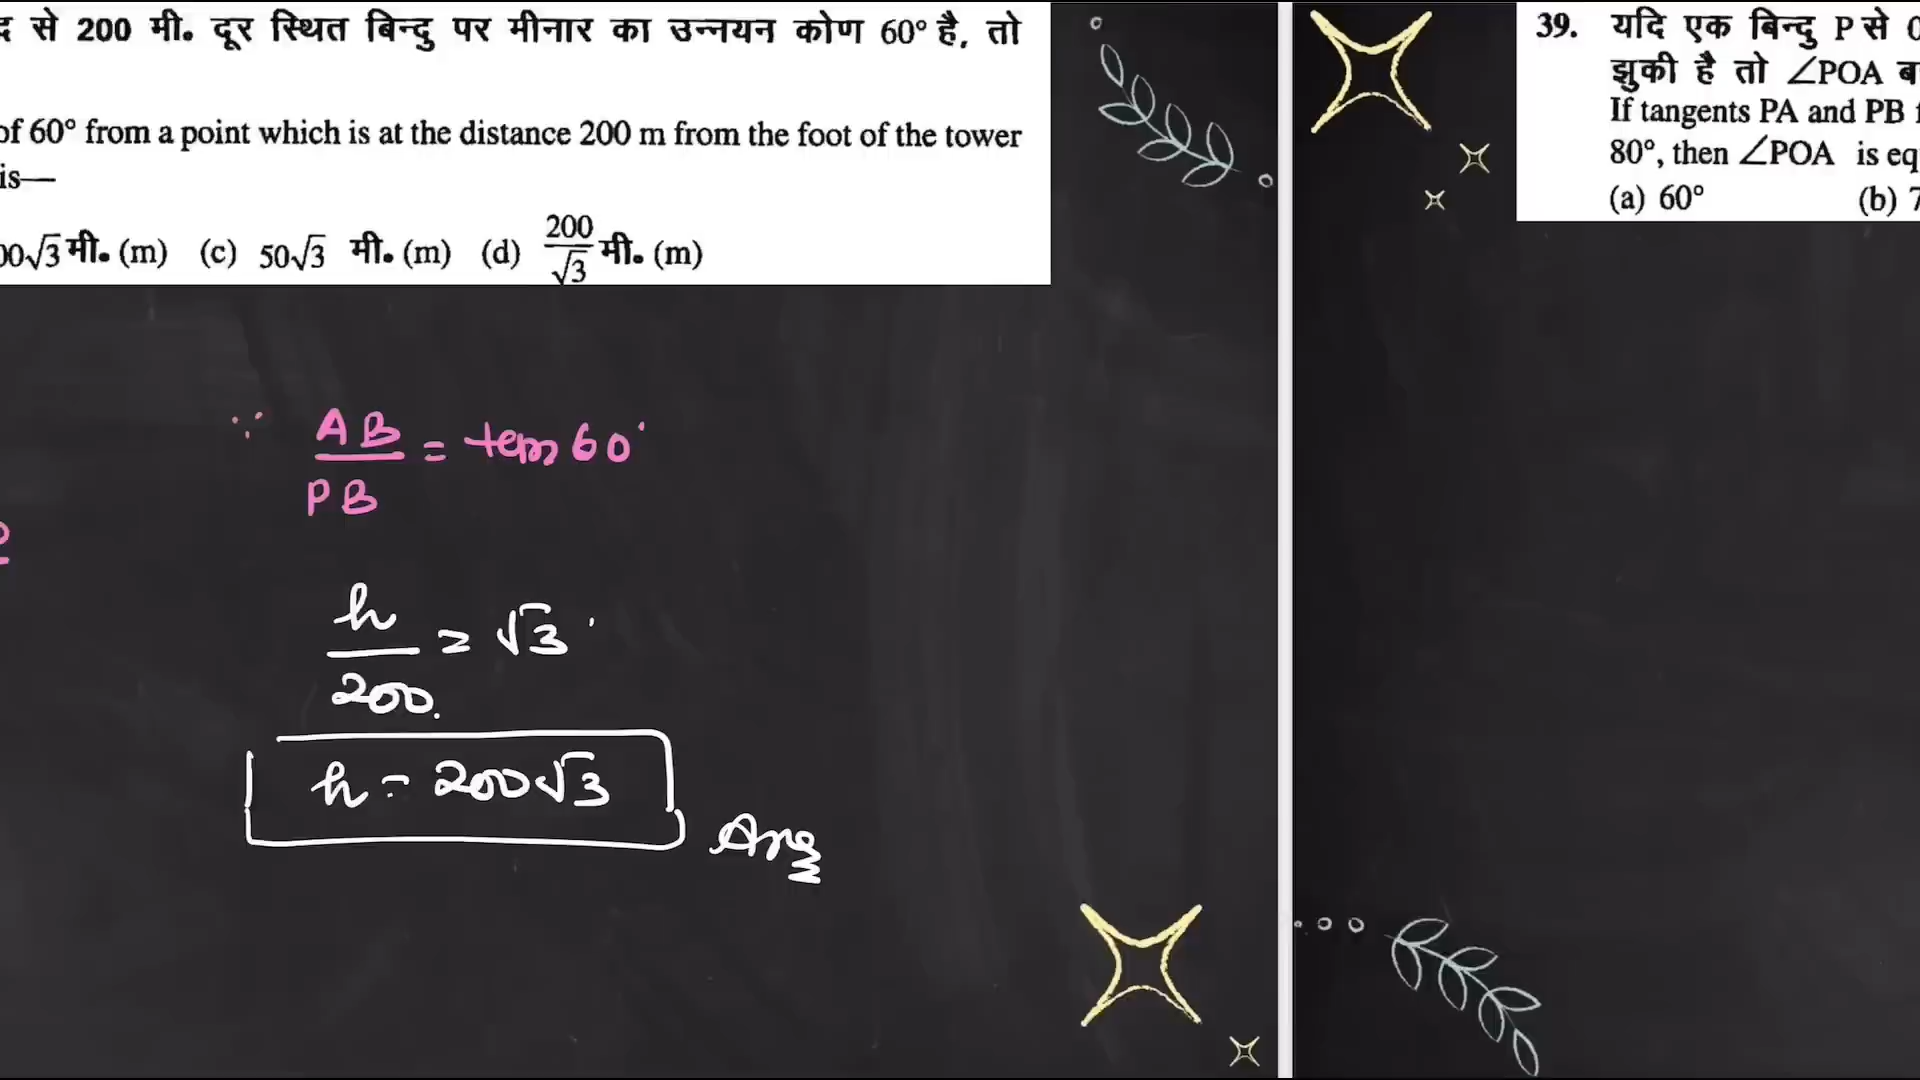 से 200 मी. दूर स्थित बिन्दु पर मीनार का उन्नयन कोण 60° है, तो
of 60° from a point which is at the distance 200 m from the foot of the tower
is—
00√3 मी. (m) (c) 50√3 मी. (m) (d) 200/√3 मी. (m)
∵ AB/PB = tan 60°
h/200 = √3
h = 200√3
Ans
39. यदि एक बिन्दु P से
झुकी है तो ∠POA
If tangents PA and PB
80°, then ∠POA is eq
(a) 60° (b) 7